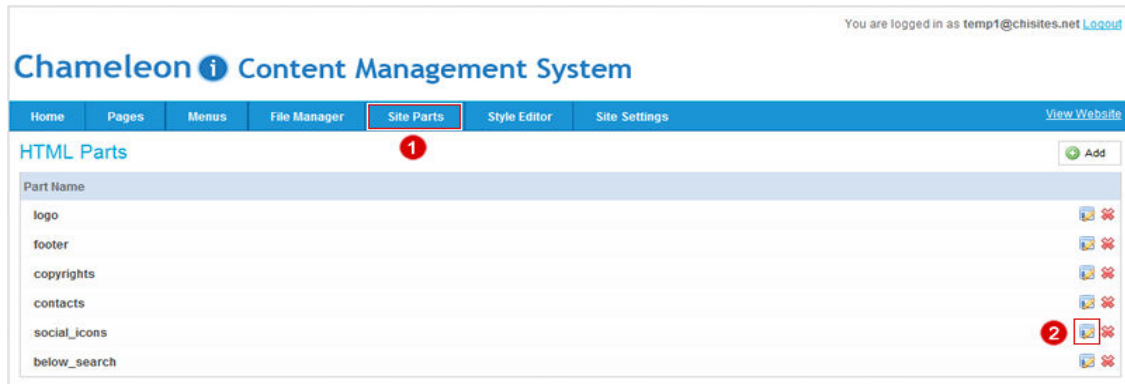 You are logged in as temp1@chisites.net Logout
Chameleon i Content Management System
Home Pages Menus File Manager Site Parts Style Editor Site Settings View Website
1
HTML Parts Add
Part Name
logo
footer
copyrights
contacts
social_icons 2
below_search